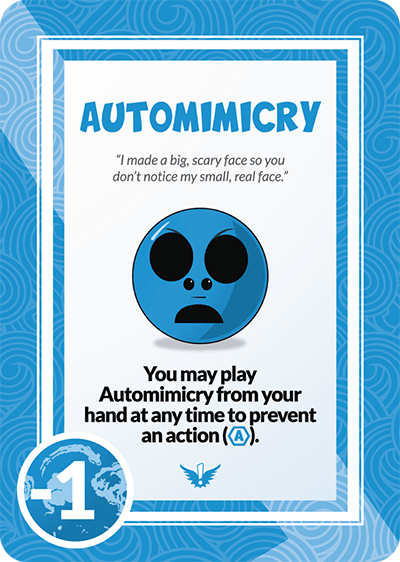 AUTOMIMICRY
“I made a big, scary face so you
don’t notice my small, real face.”
You may play
Automimicry from your
hand at any time to prevent
an action (A).
-1